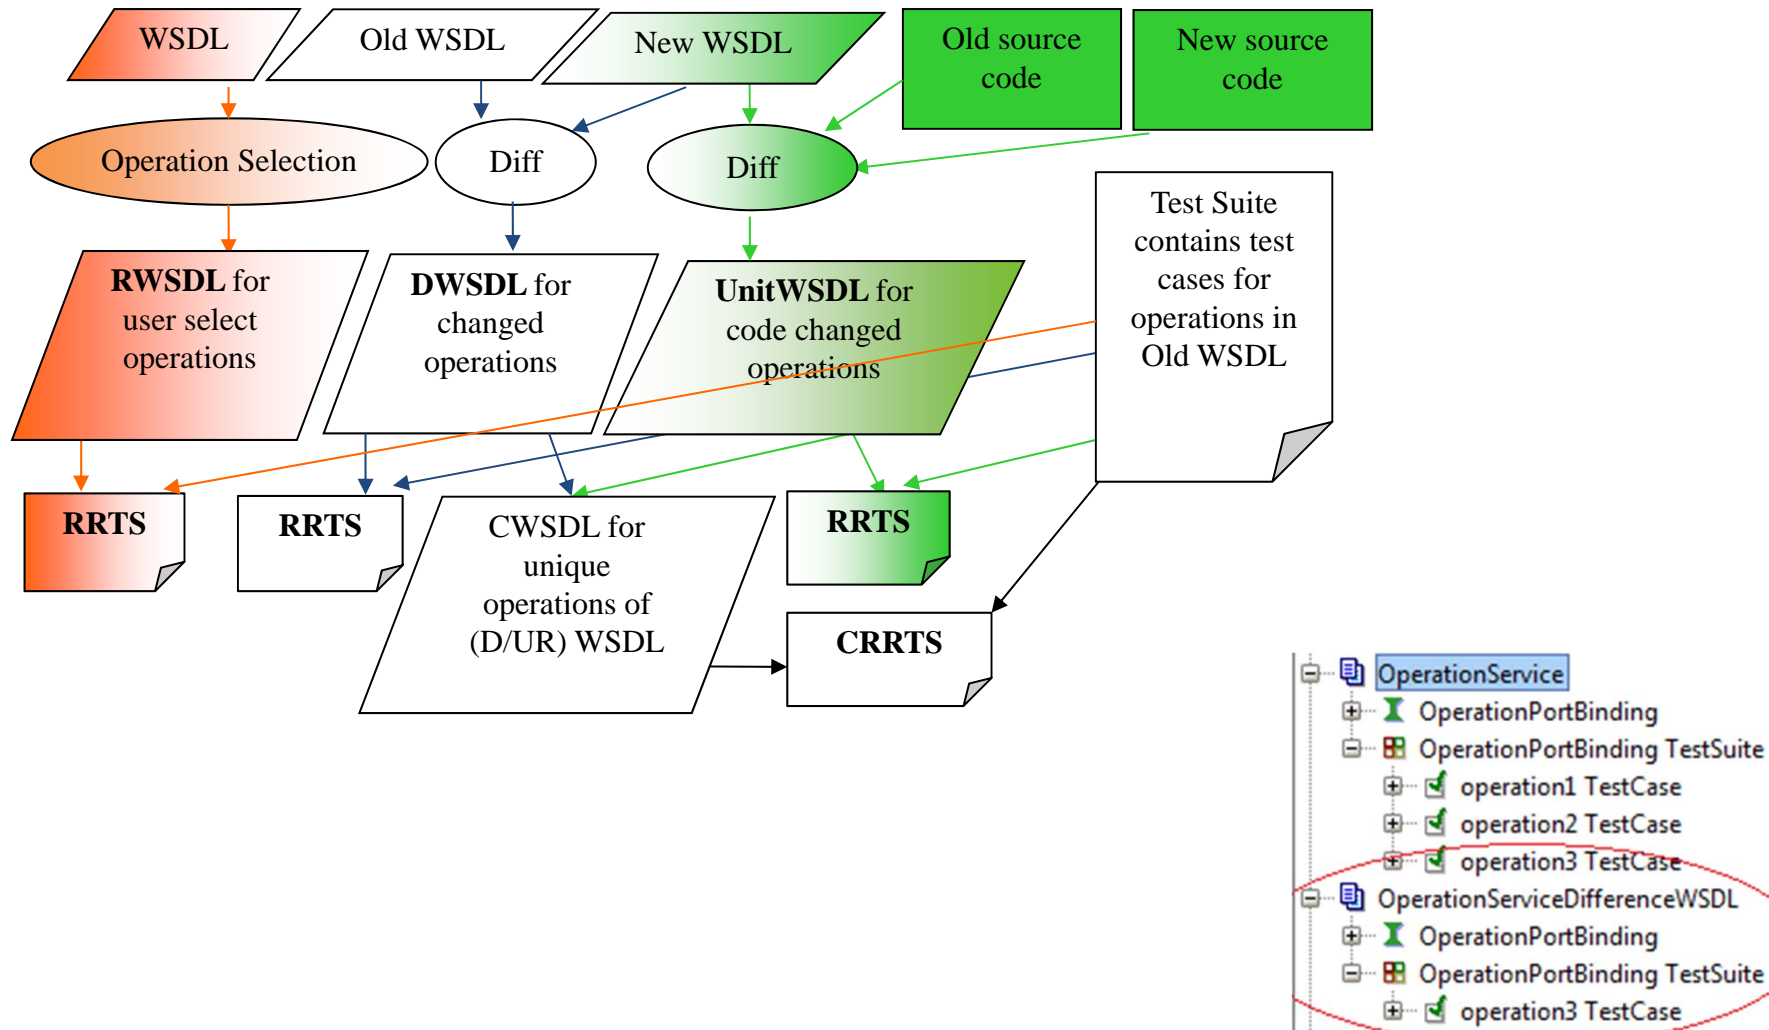 WSDL
Old WSDL
New WSDL
Old source
code
New source
code
Operation Selection
Diff
Diff
RWSDL for
user select
operations
DWSDL for
changed
operations
UnitWSDL for
code changed
operations
Test Suite
contains test
cases for
operations in
Old WSDL
RRTS
RRTS
CWSDL for
unique
operations of
(D/UR) WSDL
RRTS
CRRTS
OperationService
OperationPortBinding
OperationPortBinding TestSuite
operation1 TestCase
operation2 TestCase
operation3 TestCase
OperationServiceDifferenceWSDL
OperationPortBinding
OperationPortBinding TestSuite
operation3 TestCase